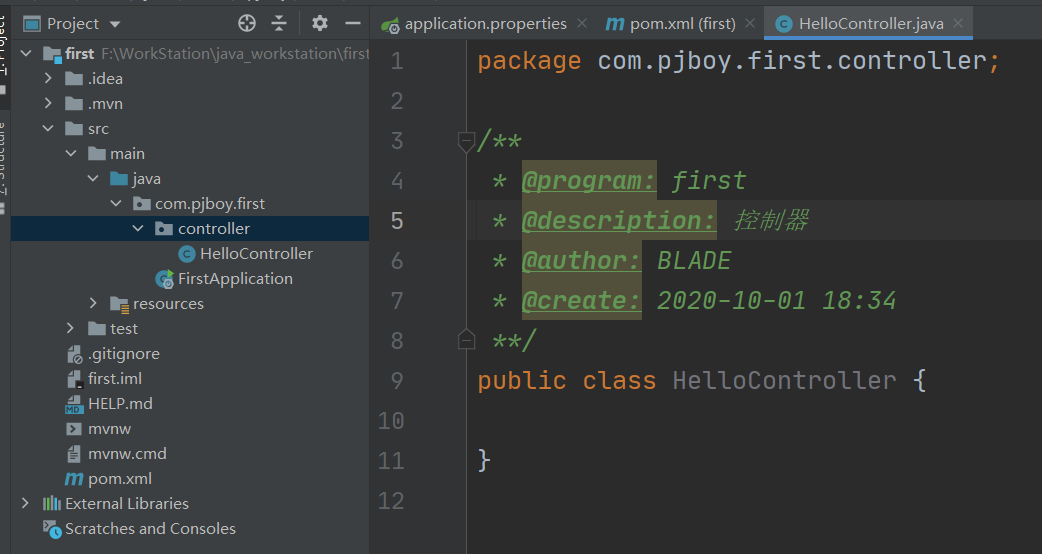 Project
first F:\WorkStation\java_workstation\first
.idea
.mvn
src
main
java
com.pjboy.first
controller
HelloController
FirstApplication
resources
test
.gitignore
first.iml
HELP.md
mvnw
mvnw.cmd
pom.xml
External Libraries
Scratches and Consoles
application.properties
pom.xml (first)
HelloController.java
1 package com.pjboy.first.controller;
2
3 /**
4 * @program: first
5 * @description: 控制器
6 * @author: BLADE
7 * @create: 2020-10-01 18:34
8 **/
9 public class HelloController {
10
11 }
12